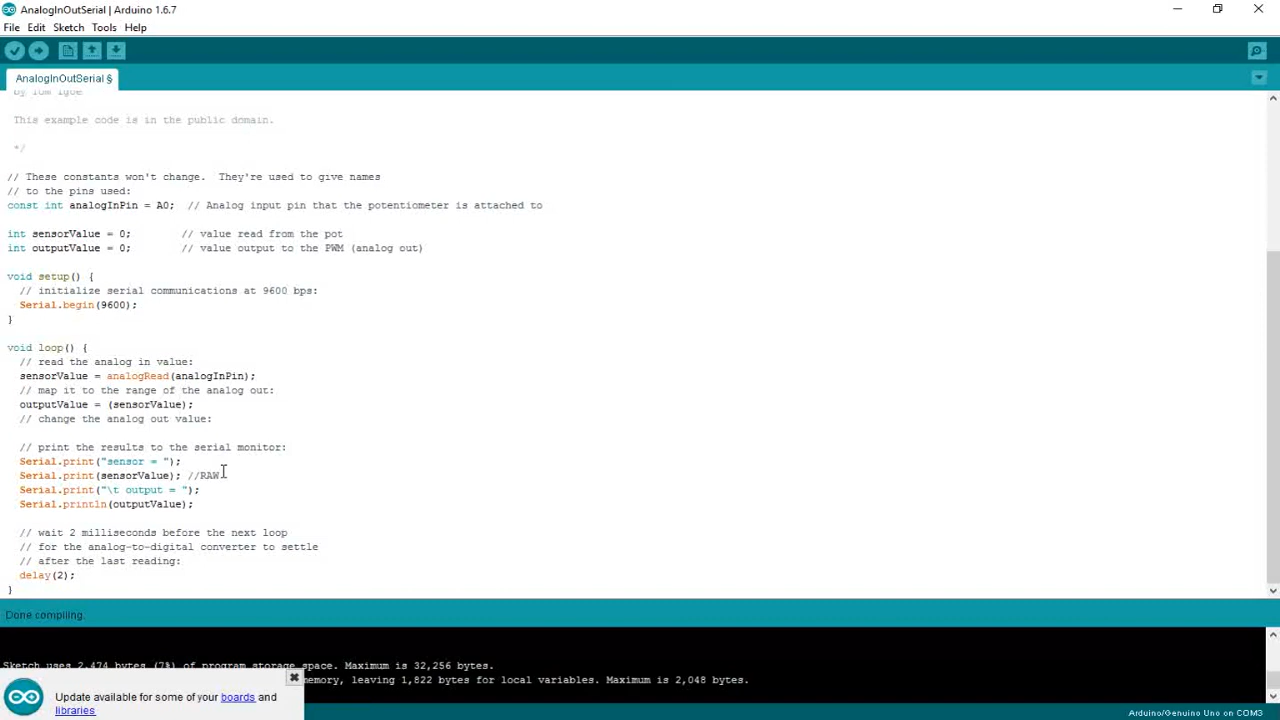 AnalogInOutSerial | Arduino 1.6.7
File Edit Sketch Tools Help
AnalogInOutSerial §
by Tom Igoe
This example code is in the public domain.
*/
// These constants won't change.  They're used to give names
// to the pins used:
const int analogInPin = A0;  // Analog input pin that the potentiometer is attached to
int sensorValue = 0;        // value read from the pot
int outputValue = 0;        // value output to the PWM (analog out)
void setup() {
// initialize serial communications at 9600 bps:
Serial.begin(9600);
}
void loop() {
// read the analog in value:
sensorValue = analogRead(analogInPin);
// map it to the range of the analog out:
outputValue = (sensorValue);
// change the analog out value:
// print the results to the serial monitor:
Serial.print("sensor = ");
Serial.print(sensorValue); //RAW
Serial.print("\t output = ");
Serial.println(outputValue);
// wait 2 milliseconds before the next loop
// for the analog-to-digital converter to settle
// after the last reading:
delay(2);
}
Done compiling.
Sketch uses 2,474 bytes (7%) of program storage space. Maximum is 32,256 bytes.
memory, leaving 1,822 bytes for local variables. Maximum is 2,048 bytes.
Update available for some of your boards and
libraries
Arduino/Genuino Uno on COM3